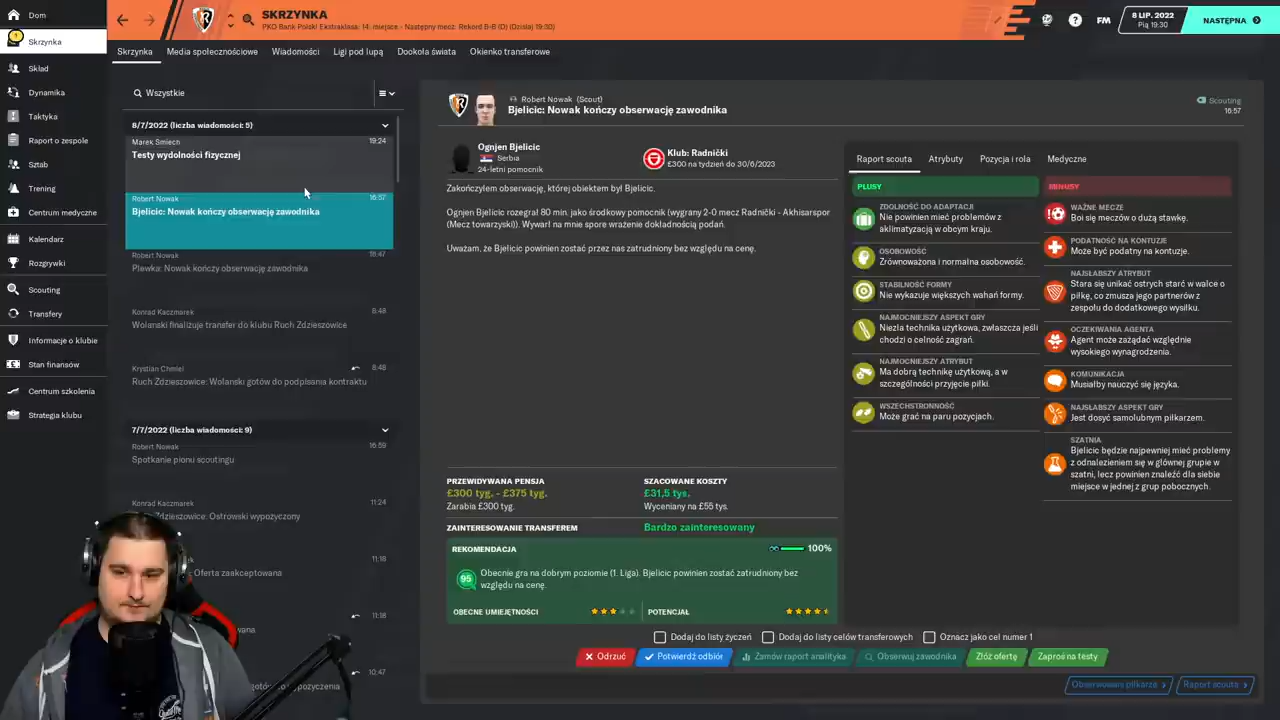 Dom
Skrzynka
Skład
Dynamika
Taktyka
Raport o zespole
Sztab
Trening
Centrum medyczne
Kalendarz
Rozgrywki
Scouting
Transfery
Informacje o klubie
Stan finansów
Centrum szkolenia
Strategia klubu
SKRZYNKA
PKO Bank Polski Ekstraklasa: 14. miejsce - Następny mecz: Rekord B-B (D) (Dzisiaj 19:30)
FM
8 LIP. 2022
Pią 19:30
NASTĘPNA
Skrzynka
Media społecznościowe
Wiadomości
Ligi pod lupą
Dookoła świata
Okienko transferowe
Wszystkie
8/7/2022 (liczba wiadomości: 5)
Marek Śmiech 19:24
Testy wydolności fizycznej
Robert Nowak 16:57
Bjelicic: Nowak kończy obserwację zawodnika
Robert Nowak 16:47
Plewka: Nowak kończy obserwację zawodnika
Konrad Kaczmarek 8:48
Wolański finalizuje transfer do klubu Ruch Zdzieszowice
Krystian Chmiel 8:48
Ruch Zdzieszowice: Wolański gotów do podpisania kontraktu
7/7/2022 (liczba wiadomości: 9)
Robert Nowak 16:59
Spotkanie pionu scoutingu
Konrad Kaczmarek 11:24
Zdzieszowice: Ostrowski wypożyczony
11:18
: Oferta zaakceptowana
11:18
10:47
Robert Nowak (Scout)
Bjelicic: Nowak kończy obserwację zawodnika
Scouting
16:57
Ognjen Bjelicic
Serbia
24-letni pomocnik
Klub: Radnički
£300 na tydzień do 30/6/2023
Zakończyłem obserwację, której obiektem był Bjelicic.
Ognjen Bjelicic rozegrał 80 min. jako środkowy pomocnik (wygrany 2-0 mecz Radnički - Akhisarspor
(Mecz towarzyski)). Wywarł na mnie spore wrażenie dokładnością podań.
Uważam, że Bjelicic powinien zostać przez nas zatrudniony bez względu na cenę.
PRZEWIDYWANA PENSJA
£300 tyg. - £375 tyg.
Zarabia £300 tyg.
SZACOWANE KOSZTY
£31,5 tys.
Wyceniany na £55 tys.
ZAINTERESOWANIE TRANSFEREM
Bardzo zainteresowany
REKOMENDACJA
100%
95
Obecnie gra na dobrym poziomie (1. Liga). Bjelicic powinien zostać zatrudniony bez
względu na cenę.
OBECNE UMIEJĘTNOŚCI
POTENCJAŁ
Raport scouta
Atrybuty
Pozycja i rola
Medyczne
PLUSY
ZDOLNOŚĆ DO ADAPTACJI
Nie powinien mieć problemów z
aklimatyzacją w obcym kraju.
OSOBOWOŚĆ
Zrównoważona i normalna osobowość.
STABILNOŚĆ FORMY
Nie wykazuje większych wahań formy.
NAJMOCNIEJSZY ASPEKT GRY
Niezła technika użytkowa, zwłaszcza jeśli
chodzi o celność zagrań.
NAJMOCNIEJSZY ATRYBUT
Ma dobrą technikę użytkową, a w
szczególności przyjęcie piłki.
WSZECHSTRONNOŚĆ
Może grać na paru pozycjach.
MINUSY
WAŻNE MECZE
Boi się meczów o dużą stawkę.
PODATNOŚĆ NA KONTUZJE
Może być podatny na kontuzje.
NAJSŁABSZY ATRYBUT
Stara się unikać ostrych starć w walce o
piłkę, co zmusza jego partnerów z
zespołu do dodatkowego wysiłku.
OCZEKIWANIA AGENTA
Agent może zażądać względnie
wysokiego wynagrodzenia.
KOMUNIKACJA
Musiałby nauczyć się języka.
NAJSŁABSZY ASPEKT GRY
Jest dosyć samolubnym piłkarzem.
SZATNIA
Bjelicic będzie najpewniej mieć problemy
z odnalezieniem się w głównej grupie w
szatni, lecz powinien znaleźć dla siebie
miejsce w jednej z grup pobocznych.
Dodaj do listy życzeń
Dodaj do listy celów transferowych
Oznacz jako cel numer 1
Odrzuć
Potwierdź odbiór
Zamów raport analityka
Obserwuj zawodnika
Złóż ofertę
Zaproś na testy
Obserwowani piłkarze
Raport scouta